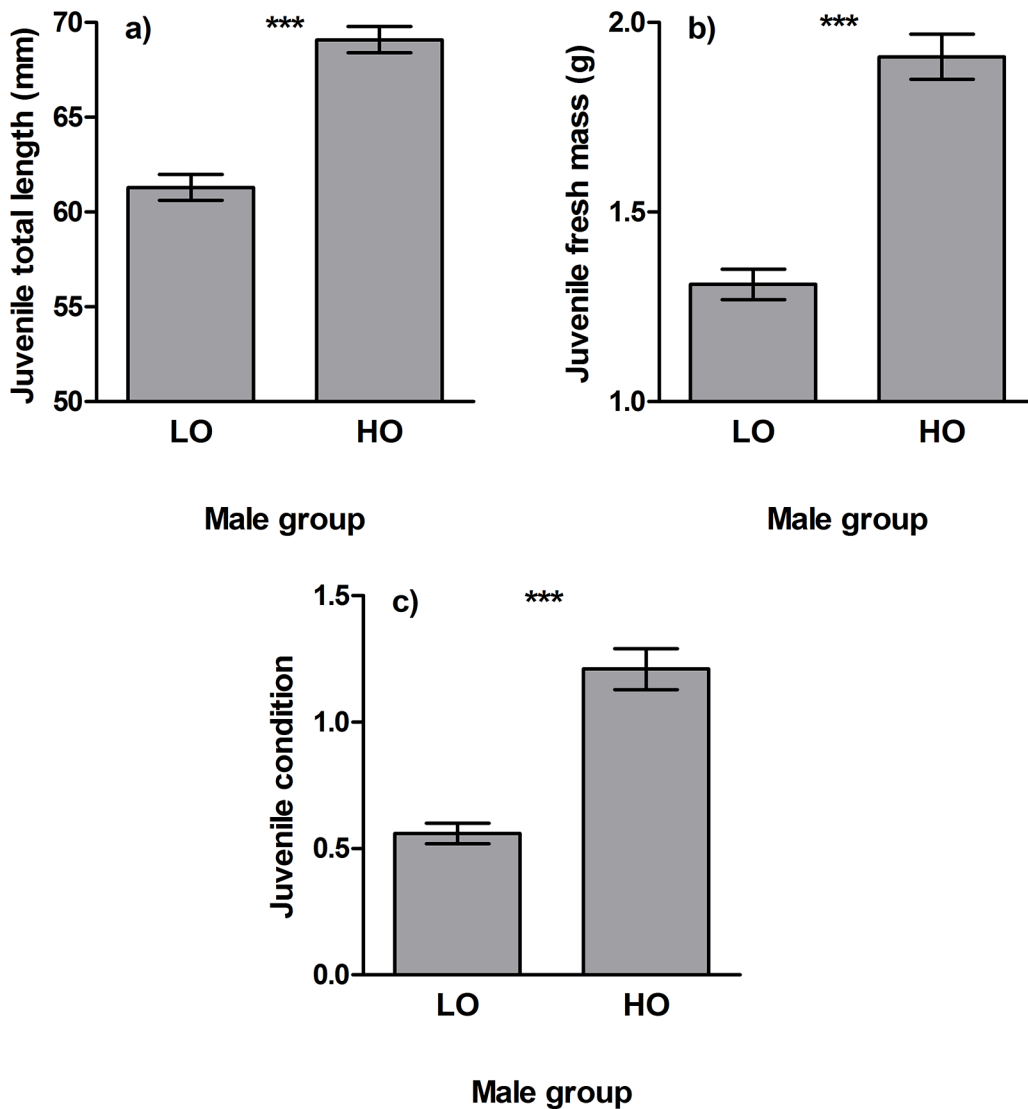 a)
***
Juvenile total length (mm)
70
65
60
55
50
LO HO
Male group
b)
***
Juvenile fresh mass (g)
2.0
1.5
1.0
LO HO
Male group
c)
***
Juvenile condition
1.5
1.0
0.5
0.0
LO HO
Male group